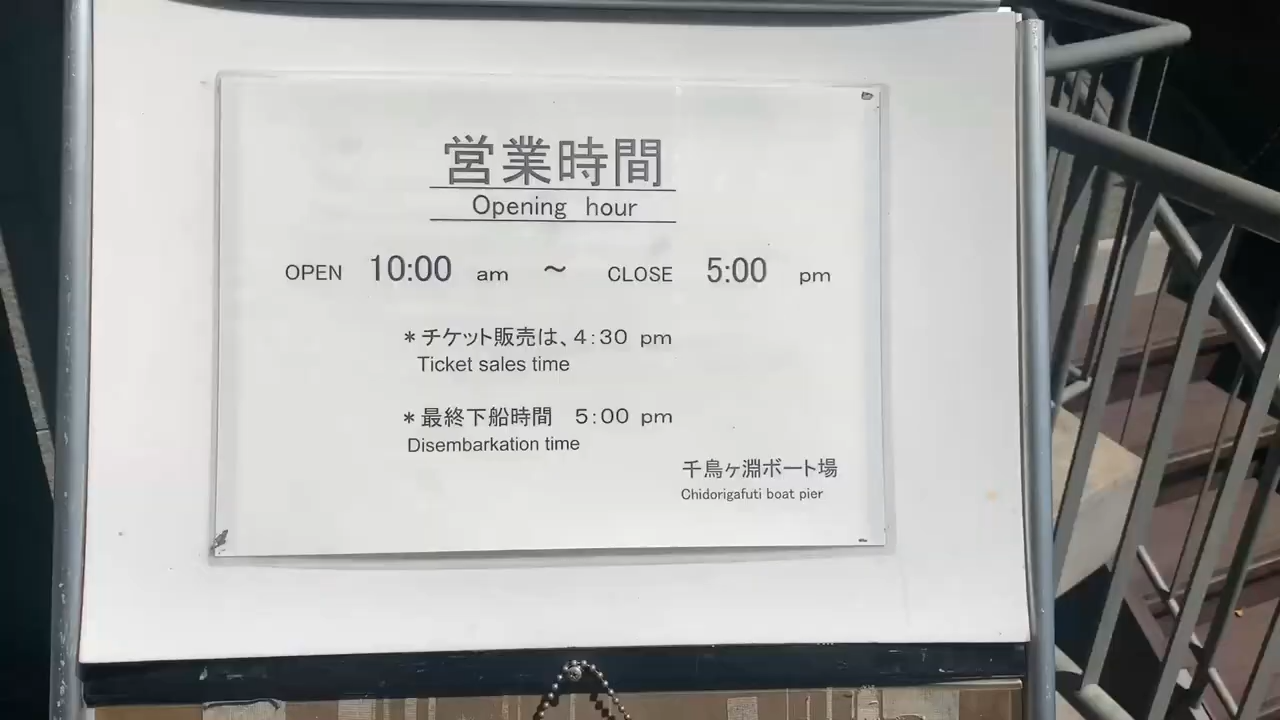 営業時間
Opening hour
OPEN 10:00 am ～ CLOSE 5:00 pm
＊チケット販売は、4:30 pm
Ticket sales time
＊最終下船時間 5:00 pm
Disembarkation time
千鳥ヶ淵ボート場
Chidorigafuti boat pier